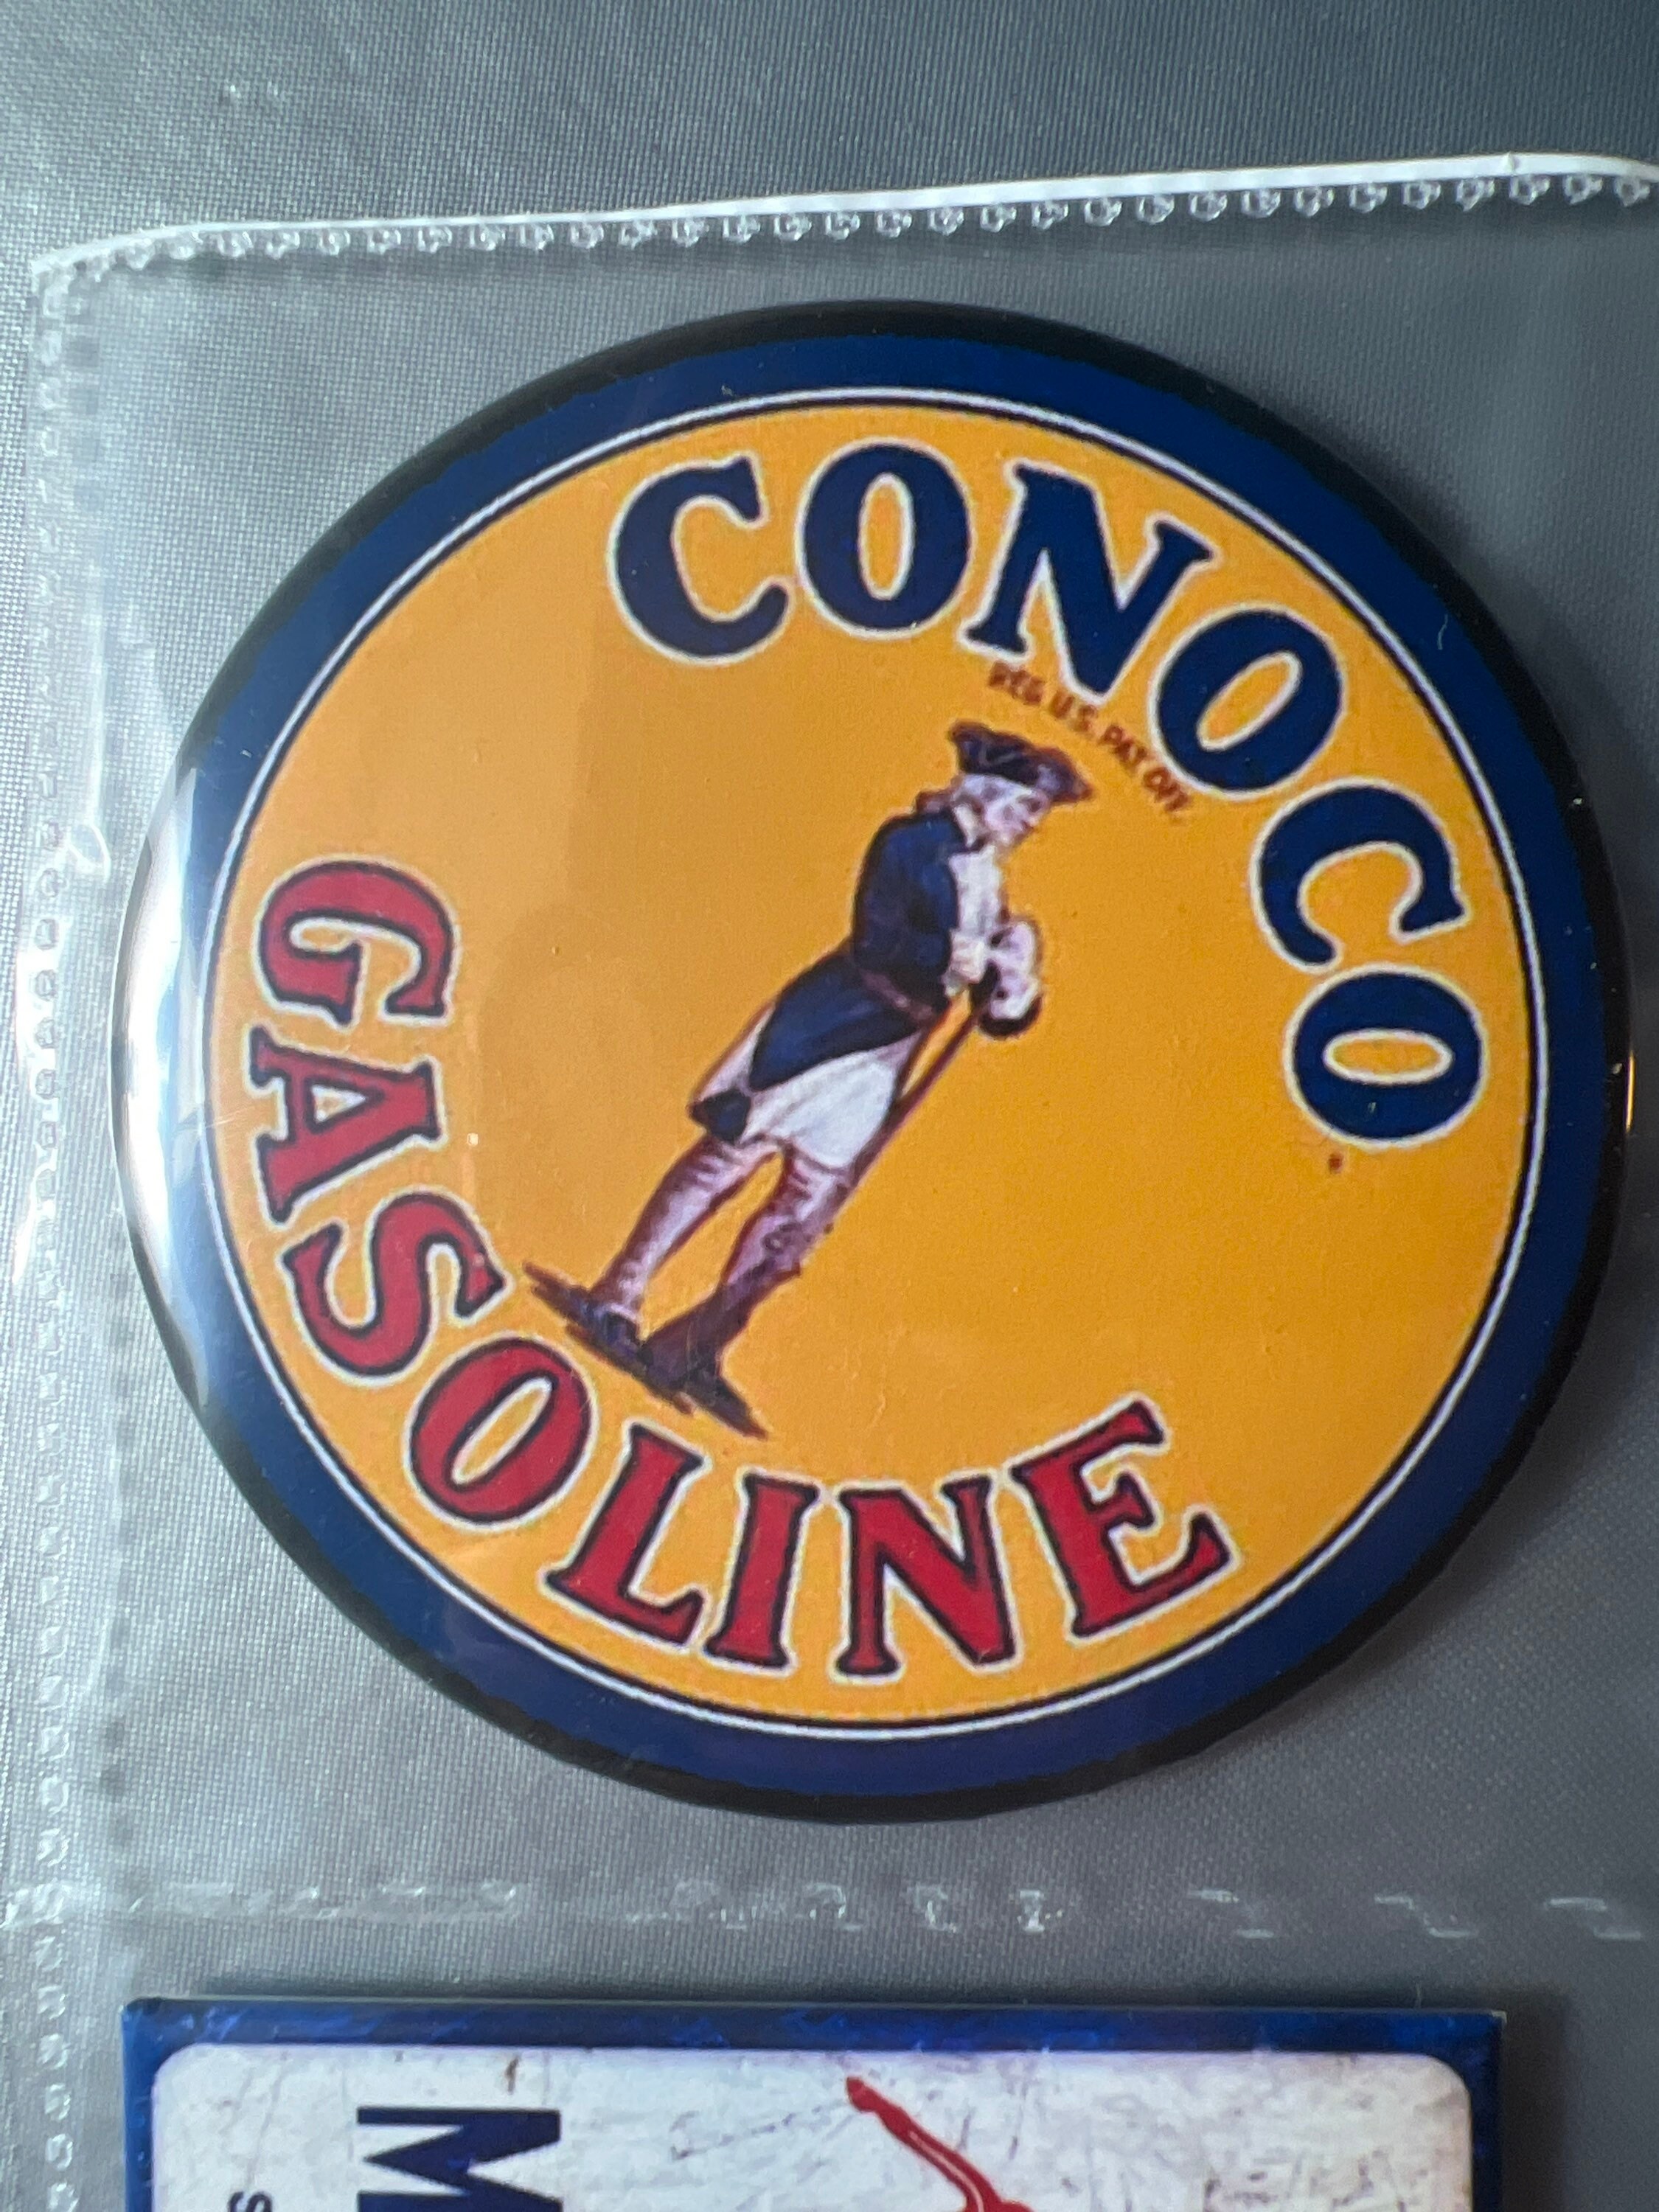 CONOCO
REG. U.S. PAT. OFF.
GASOLINE
M
S